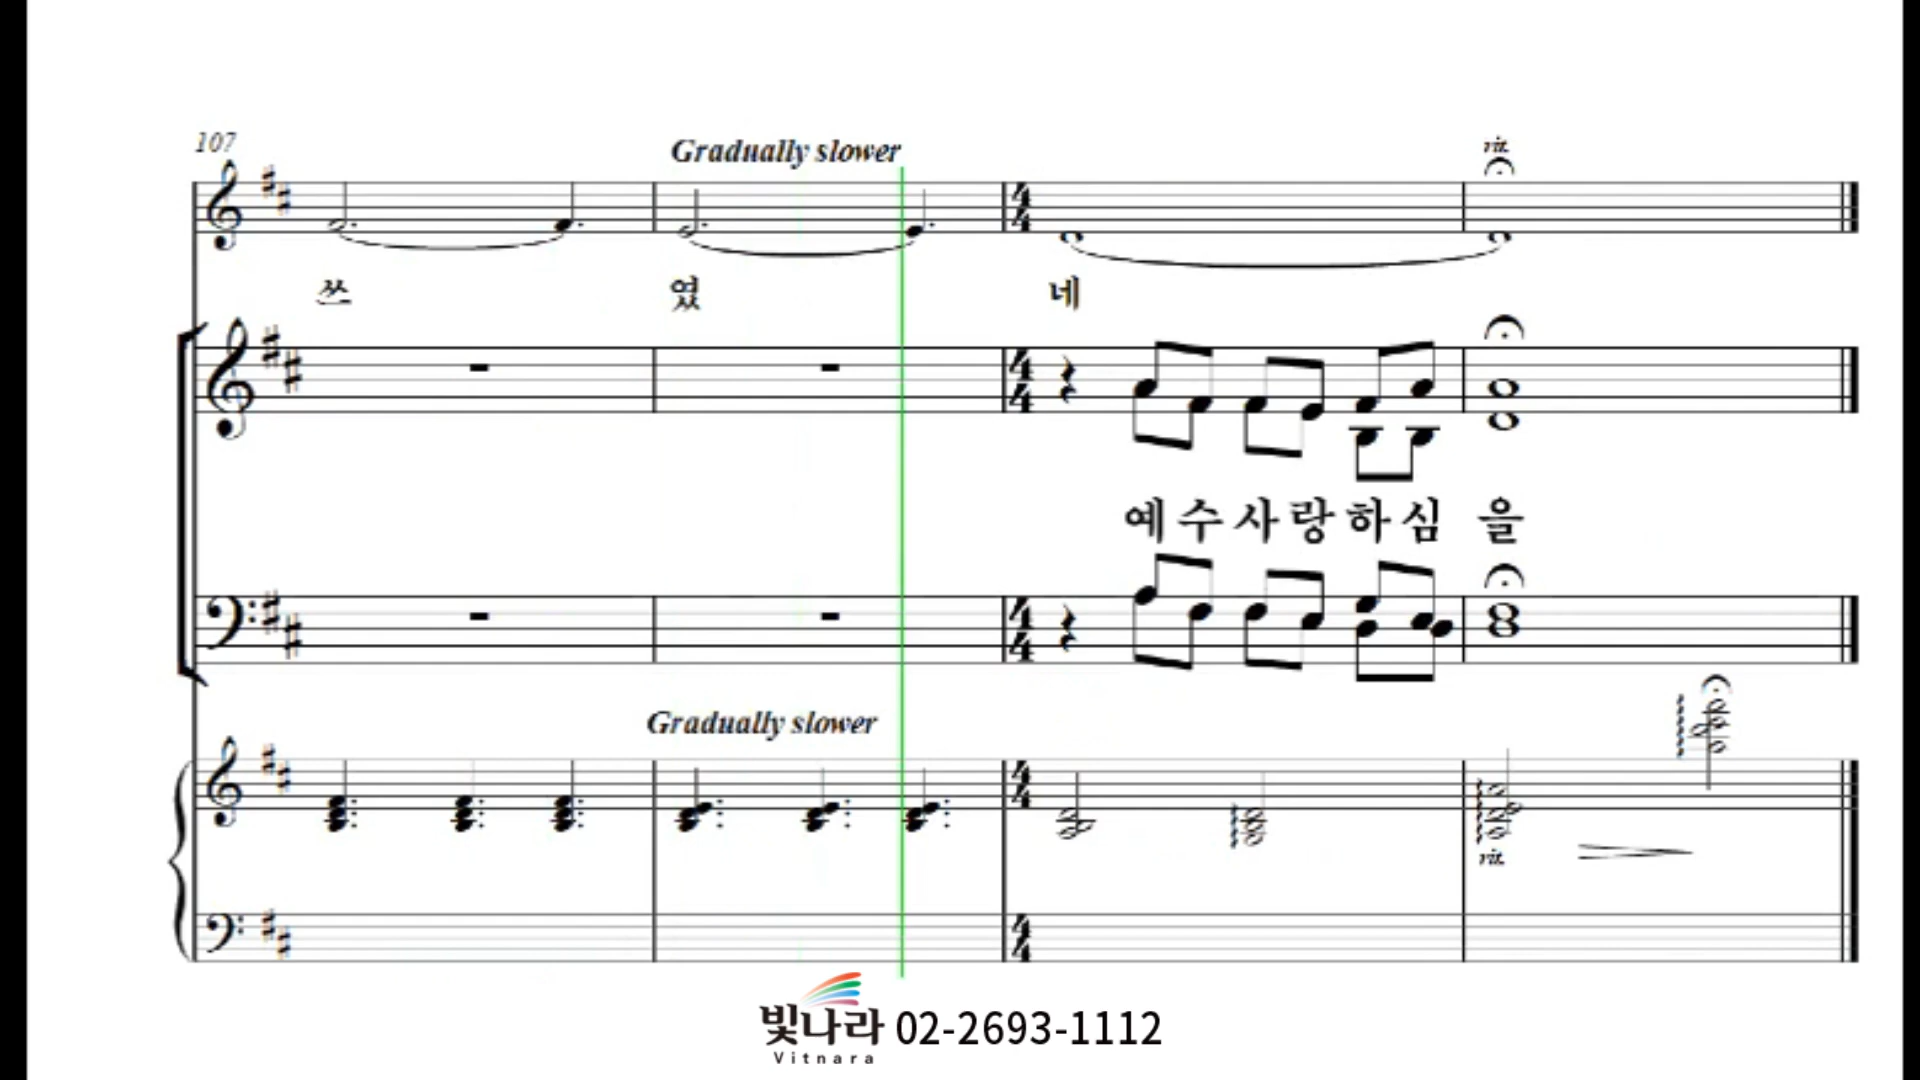 107
Gradually slower
rit.
쓰 였 네
예 수 사 랑 하 심 을
Gradually slower
rit.
빛나라 02-2693-1112
Vitnara